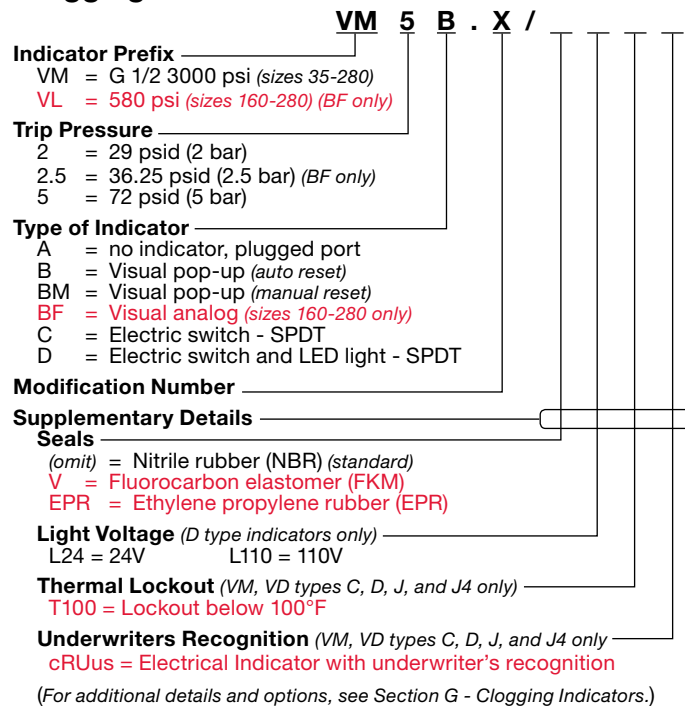 VM 5 B . X /
Indicator Prefix
VM = G 1/2 3000 psi (sizes 35-280)
VL = 580 psi (sizes 160-280) (BF only)
Trip Pressure
2 = 29 psid (2 bar)
2.5 = 36.25 psid (2.5 bar) (BF only)
5 = 72 psid (5 bar)
Type of Indicator
A = no indicator, plugged port
B = Visual pop-up (auto reset)
BM = Visual pop-up (manual reset)
BF = Visual analog (sizes 160-280 only)
C = Electric switch - SPDT
D = Electric switch and LED light - SPDT
Modification Number
Supplementary Details
Seals
(omit) = Nitrile rubber (NBR) (standard)
V = Fluorocarbon elastomer (FKM)
EPR = Ethylene propylene rubber (EPR)
Light Voltage (D type indicators only)
L24 = 24V L110 = 110V
Thermal Lockout (VM, VD types C, D, J, and J4 only)
T100 = Lockout below 100°F
Underwriters Recognition (VM, VD types C, D, J, and J4 only
cRUus = Electrical Indicator with underwriter's recognition
(For additional details and options, see Section G - Clogging Indicators.)